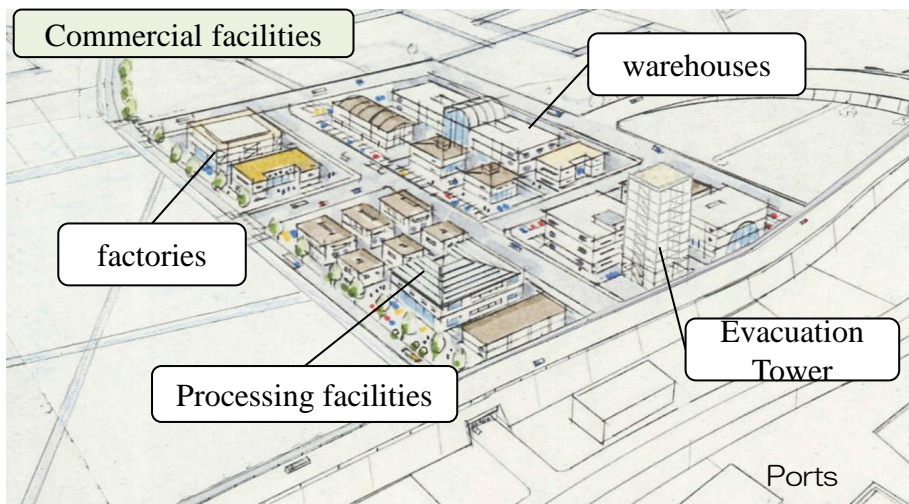 Commercial facilities
warehouses
factories
Evacuation
Tower
Processing facilities
Ports